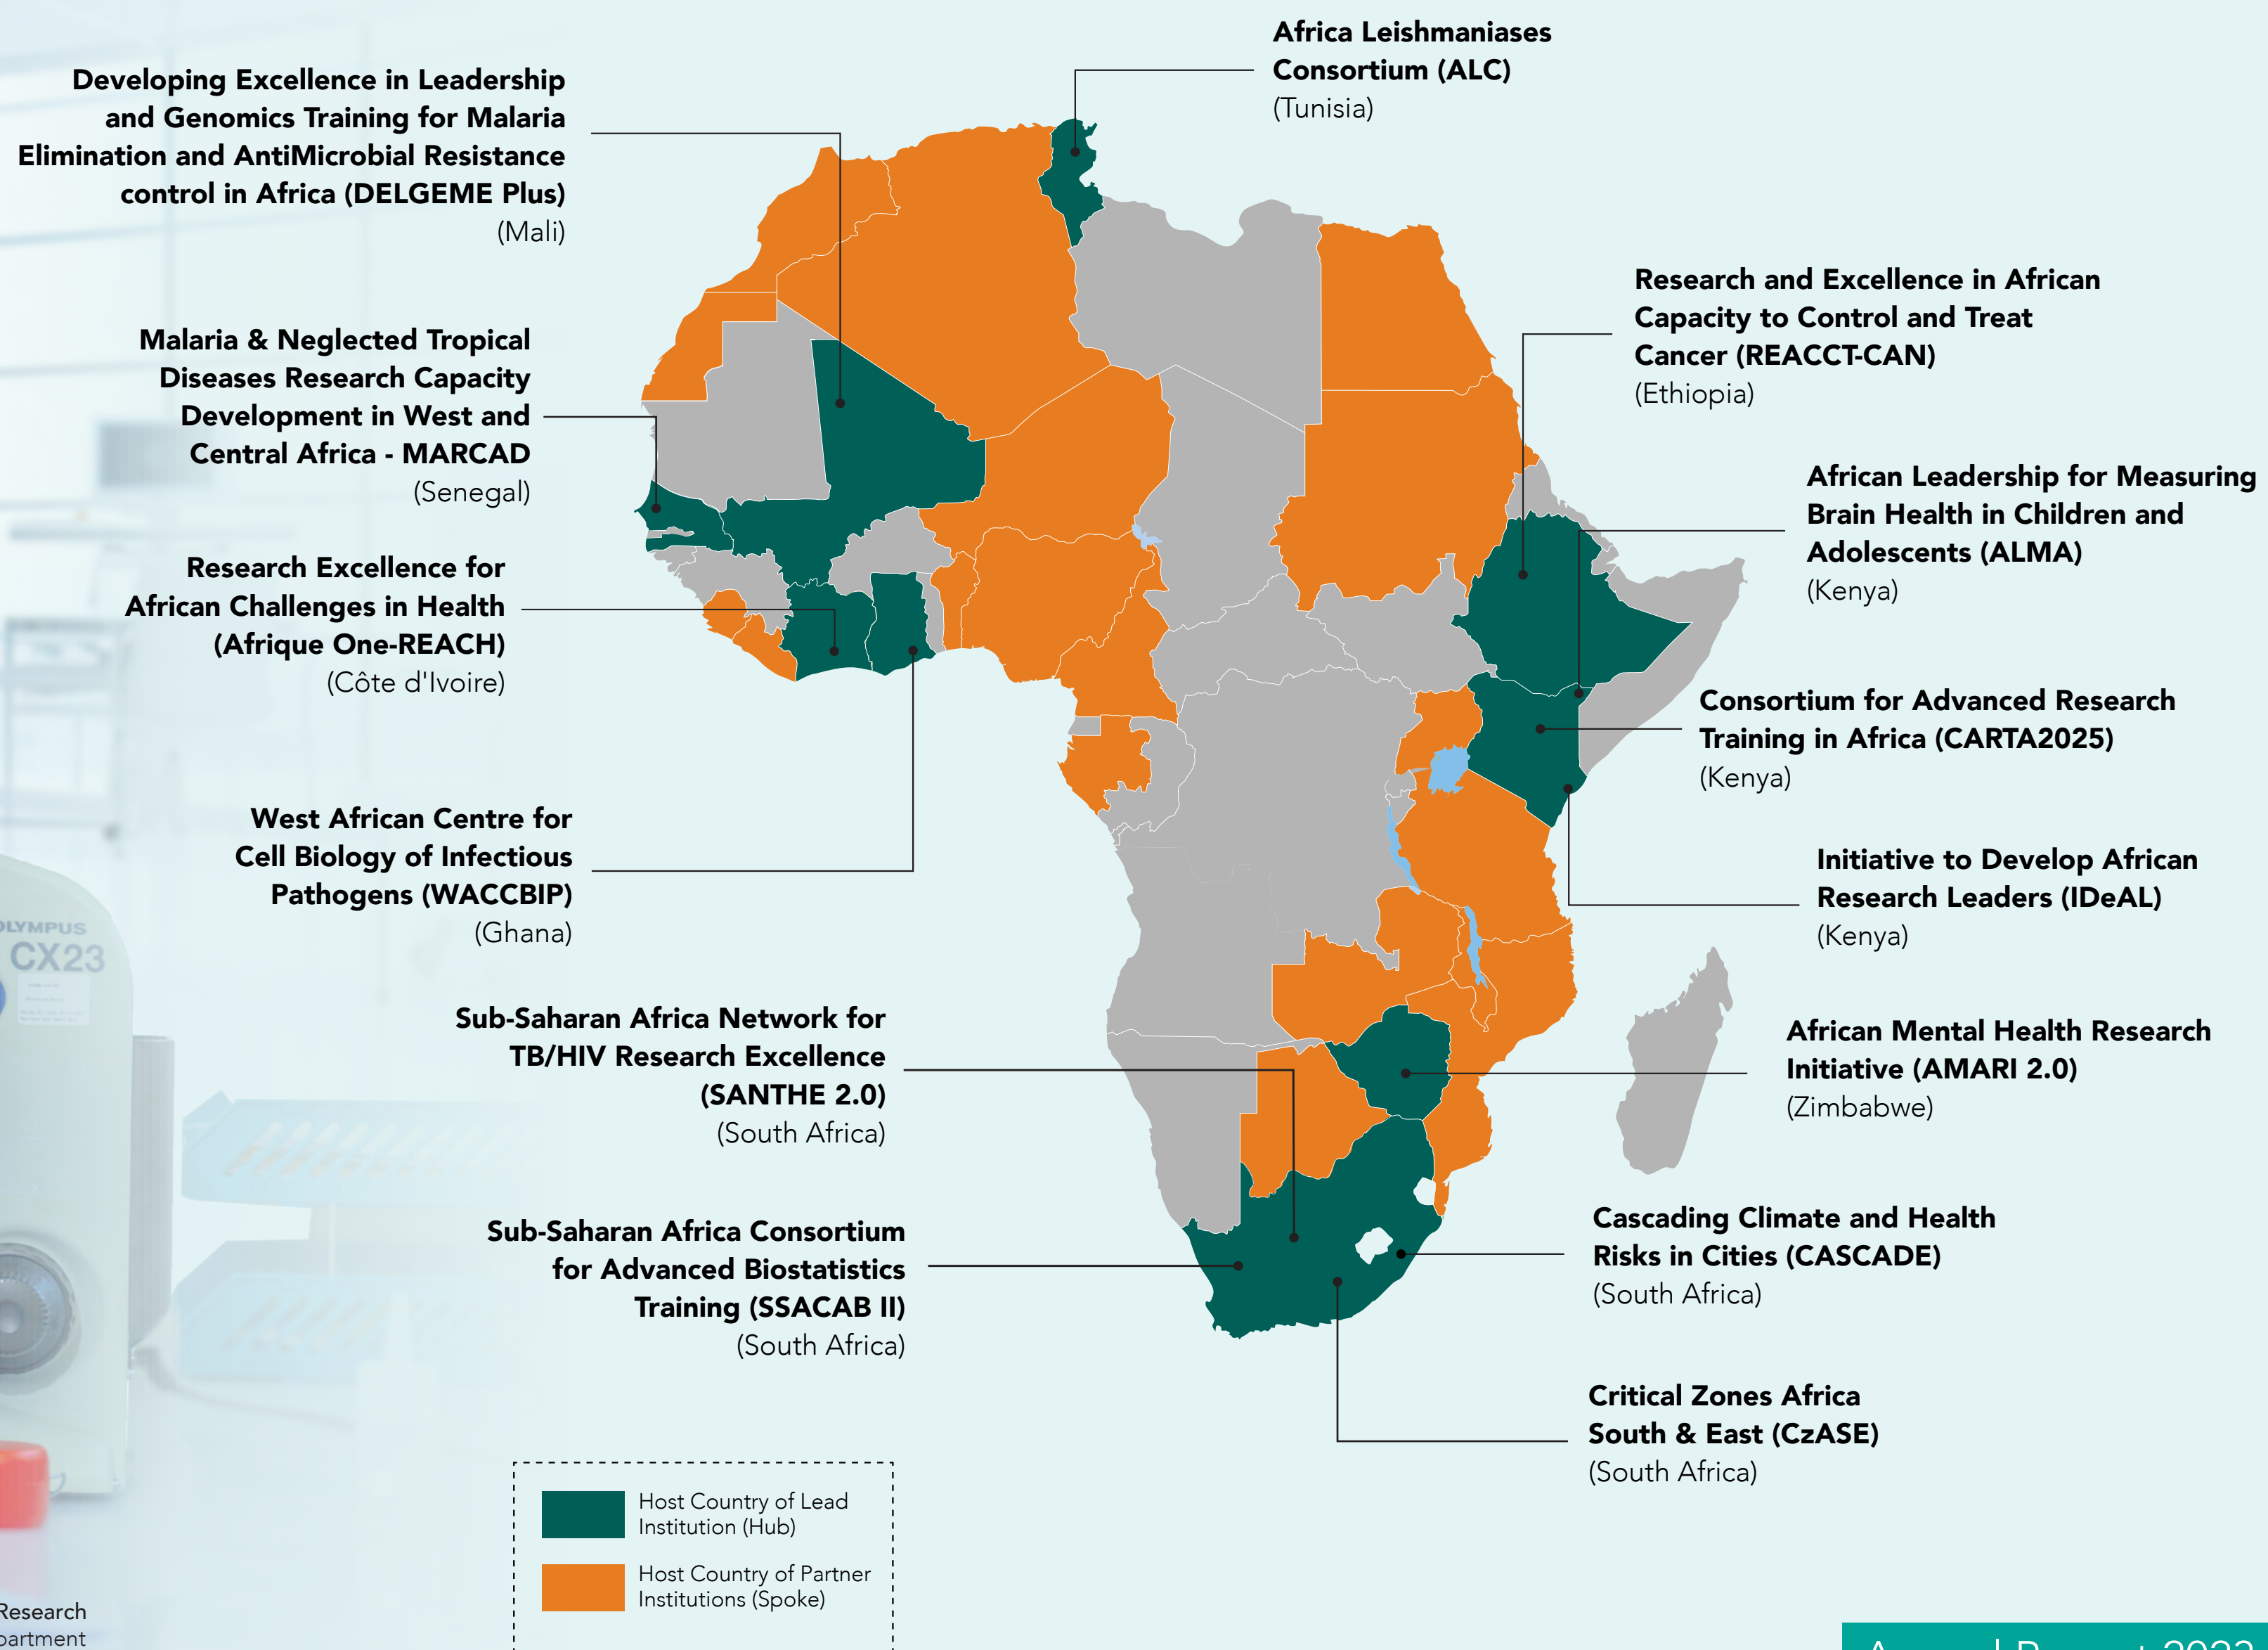 Africa Leishmaniases
Consortium (ALC)
(Tunisia)
Developing Excellence in Leadership
and Genomics Training for Malaria
Elimination and AntiMicrobial Resistance
control in Africa (DELGEME Plus)
(Mali)
Research and Excellence in African
Capacity to Control and Treat
Cancer (REACCT-CAN)
(Ethiopia)
Malaria & Neglected Tropical
Diseases Research Capacity
Development in West and
Central Africa - MARCAD
(Senegal)
African Leadership for Measuring
Brain Health in Children and
Adolescents (ALMA)
(Kenya)
Research Excellence for
African Challenges in Health
(Afrique One-REACH)
(Côte d'Ivoire)
Consortium for Advanced Research
Training in Africa (CARTA2025)
(Kenya)
West African Centre for
Cell Biology of Infectious
Pathogens (WACCBIP)
(Ghana)
Initiative to Develop African
Research Leaders (IDeAL)
(Kenya)
OLYMPUS
CX23
Sub-Saharan Africa Network for
TB/HIV Research Excellence
(SANTHE 2.0)
(South Africa)
African Mental Health Research
Initiative (AMARI 2.0)
(Zimbabwe)
Sub-Saharan Africa Consortium
for Advanced Biostatistics
Training (SSACAB II)
(South Africa)
Cascading Climate and Health
Risks in Cities (CASCADE)
(South Africa)
Critical Zones Africa
South & East (CzASE)
(South Africa)
Host Country of Lead
Institution (Hub)
Host Country of Partner
Institutions (Spoke)
Research
partment
Annual Report 2023